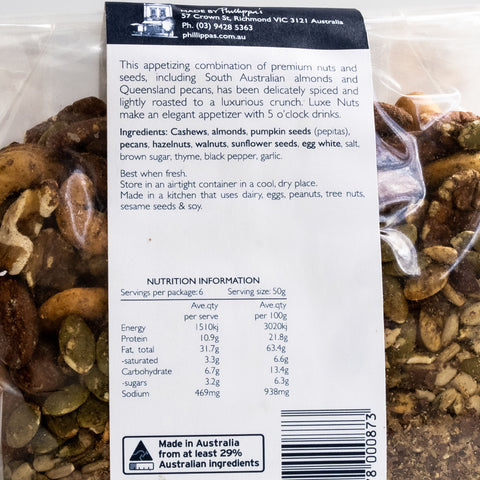 MADE BY Phillippa's
57 Crown St, Richmond VIC 3121 Australia
Ph. (03) 9428 5363
phillippas.com.au
This appetizing combination of premium nuts and
seeds, including South Australian almonds and
Queensland pecans, has been delicately spiced and
lightly roasted to a luxurious crunch. Luxe Nuts
make an elegant appetizer with 5 o'clock drinks.
Ingredients: Cashews, almonds, pumpkin seeds (pepitas),
pecans, hazelnuts, walnuts, sunflower seeds, egg white, salt,
brown sugar, thyme, black pepper, garlic.
Best when fresh.
Store in an airtight container in a cool, dry place.
Made in a kitchen that uses dairy, eggs, peanuts, tree nuts,
sesame seeds & soy.
NUTRITION INFORMATION
Servings per package: 6 Serving size: 50g
Ave.qty Ave.qty
per serve per 100g
Energy 1510kj 3020kj
Protein 10.9g 21.8g
Fat, total 31.7g 63.4g
-saturated 3.3g 6.6g
Carbohydrate 6.7g 13.4g
-sugars 3.2g 6.3g
Sodium 469mg 938mg
Made in Australia
from at least 29%
Australian ingredients
78 000873